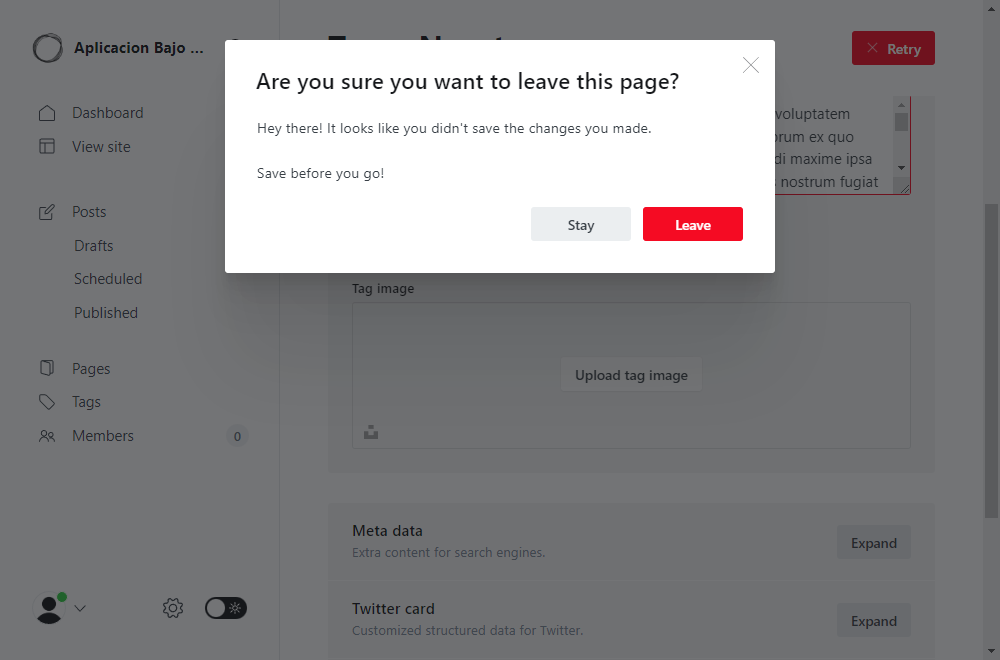 Aplicacion Bajo ...
Retry
Are you sure you want to leave this page?
Hey there! It looks like you didn't save the changes you made.
Save before you go!
Stay
Leave
Dashboard
View site
Posts
Drafts
Scheduled
Published
Pages
Tags
Members
0
voluptatem
ex quo
maxime ipsa
nostrum fugiat
Tag image
Upload tag image
Meta data
Extra content for search engines.
Expand
Twitter card
Customized structured data for Twitter.
Expand